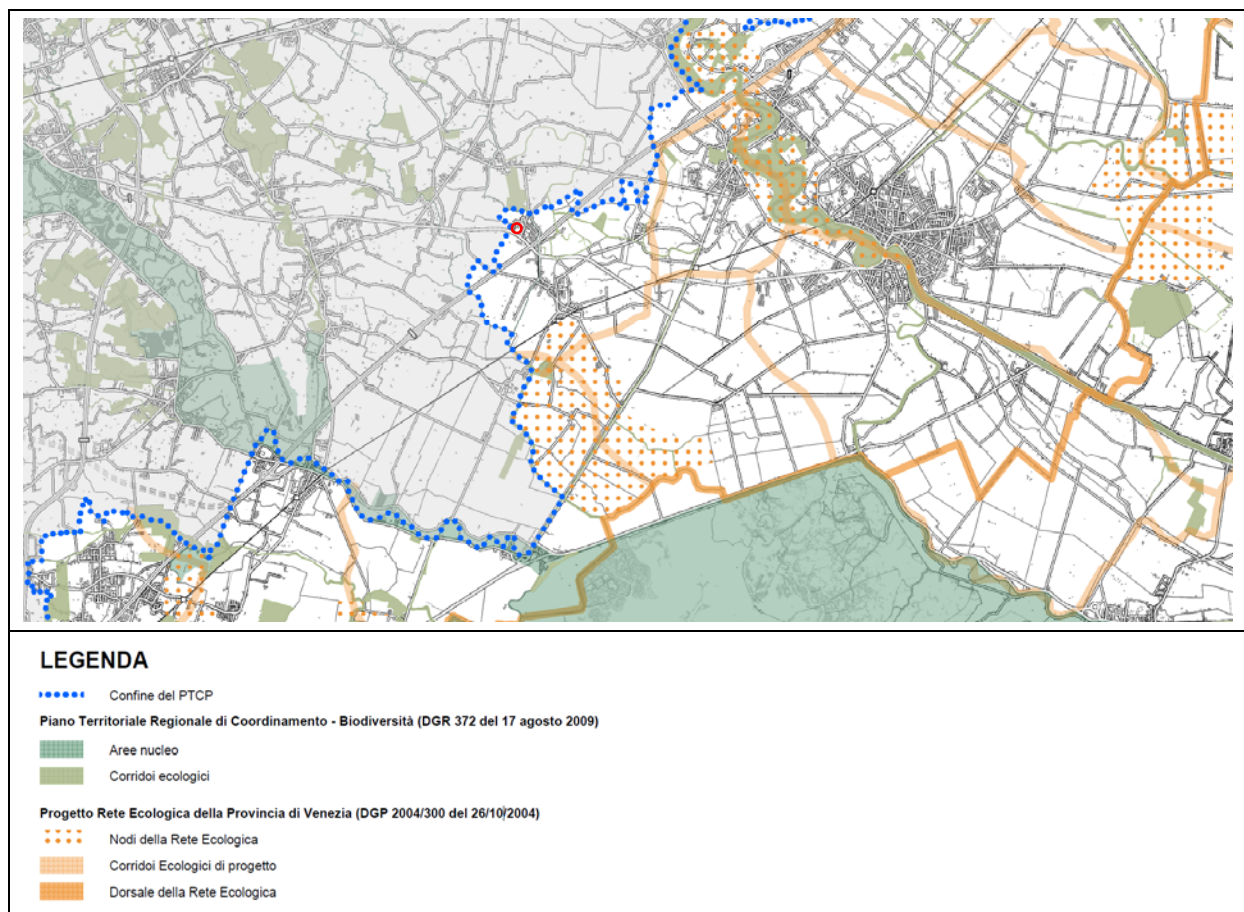 LEGENDA
Confine del PTCP
Piano Territoriale Regionale di Coordinamento - Biodiversità (DGR 372 del 17 agosto 2009)
Aree nucleo
Corridoi ecologici
Progetto Rete Ecologica della Provincia di Venezia (DGP 2004/300 del 26/10/2004)
Nodi della Rete Ecologica
Corridoi Ecologici di progetto
Dorsale della Rete Ecologica